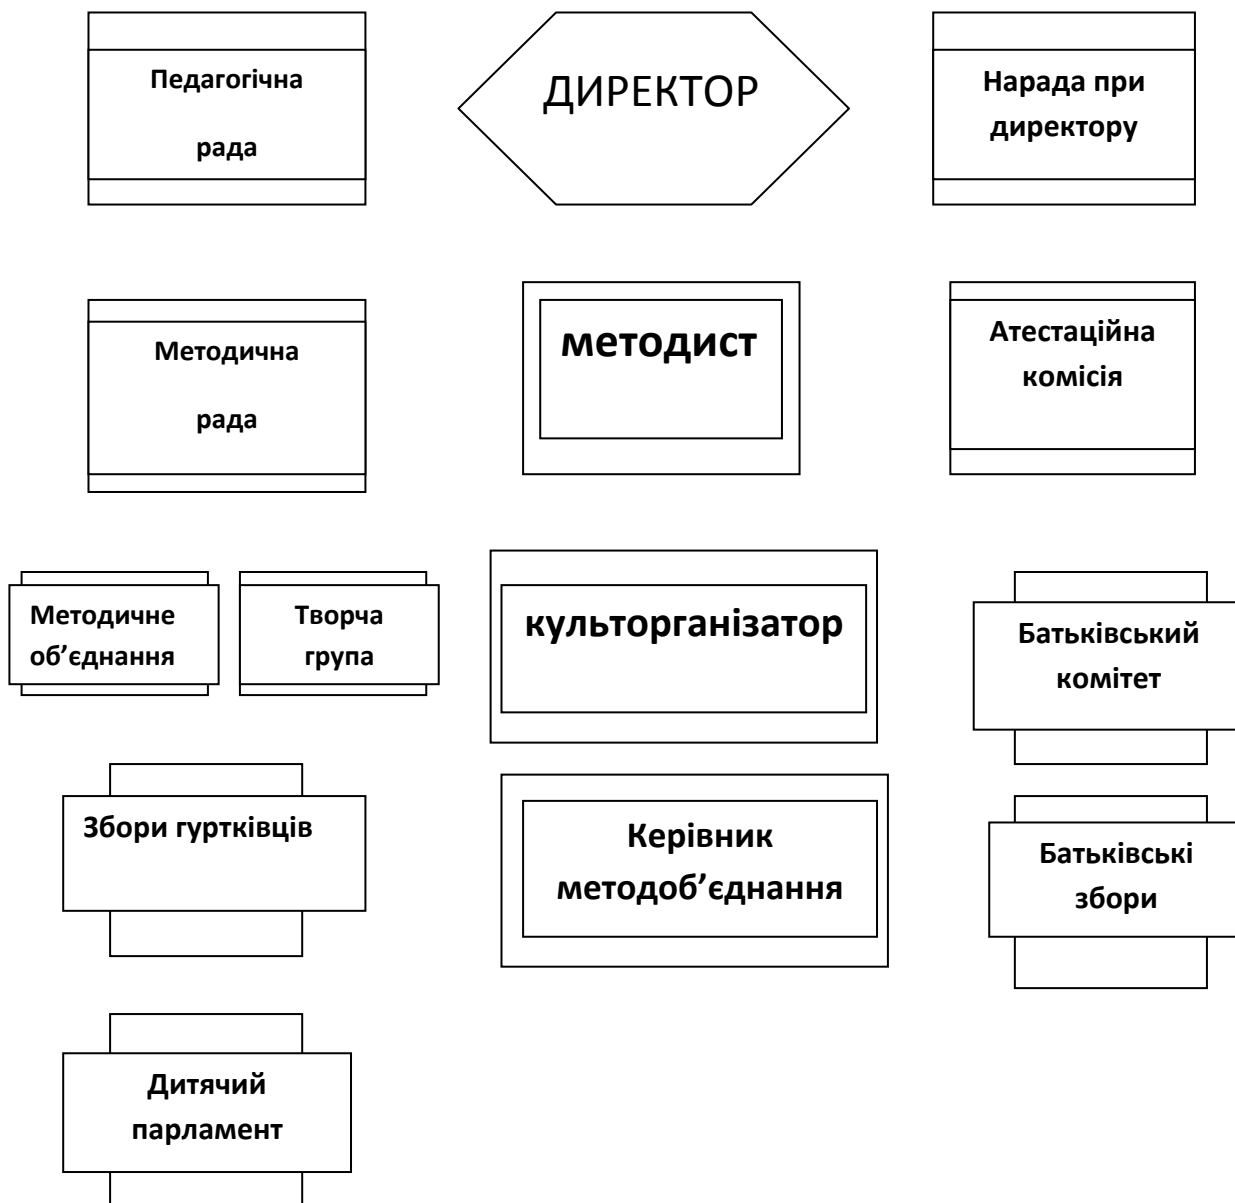 Педагогічна
рада
ДИРЕКТОР
Нарада при
директору
Методична
рада
методист
Атестаційна
комісія
Методичне
об’єднання
Творча
група
культорганізатор
Батьківський
комітет
Збори гуртківців
Керівник
методоб’єднання
Батьківські
збори
Дитячий
парламент